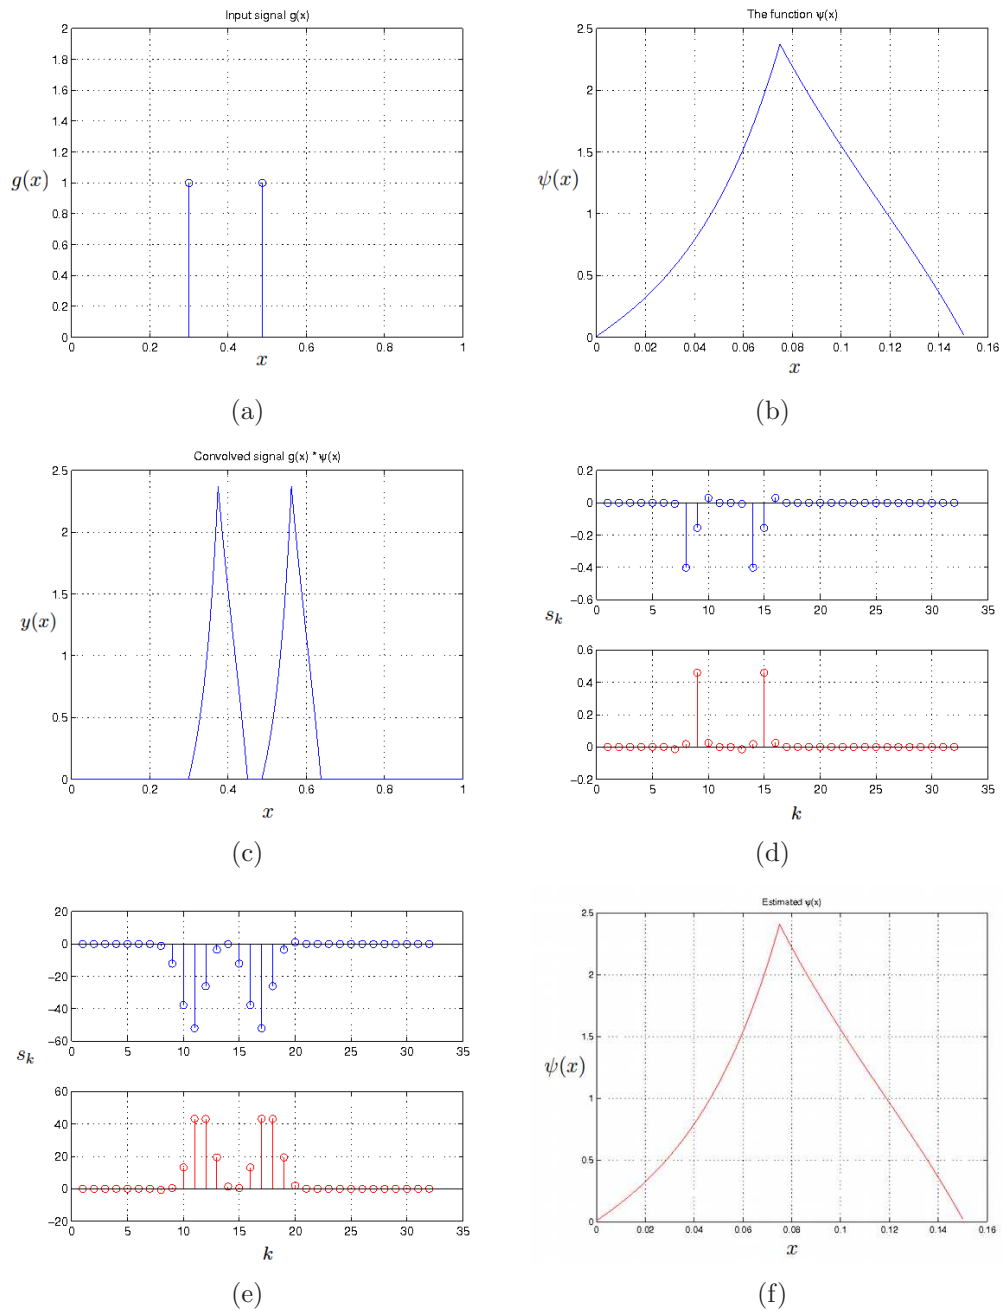 Input signal g(x)
2
1.8
1.6
1.4
1.2
1
0.8
0.6
0.4
0.2
0
g(x)
0 0.2 0.4 0.6 0.8 1
x
(a)
The function ψ(x)
2.5
2
1.5
1
0.5
0
ψ(x)
0 0.02 0.04 0.06 0.08 0.1 0.12 0.14 0.16
x
(b)
Convolved signal g(x) * ψ(x)
2.5
2
1.5
1
0.5
0
y(x)
0 0.2 0.4 0.6 0.8 1
x
(c)
0.2
0
−0.2
−0.4
−0.6
0 5 10 15 20 25 30 35
s_k
0.6
0.4
0.2
0
−0.2
0 5 10 15 20 25 30 35
k
(d)
20
0
−20
−40
−60
0 5 10 15 20 25 30 35
s_k
60
40
20
0
−20
0 5 10 15 20 25 30 35
k
(e)
Estimated ψ(x)
2.5
2
1.5
1
0.5
0
ψ(x)
0 0.02 0.04 0.06 0.08 0.1 0.12 0.14 0.16
x
(f)